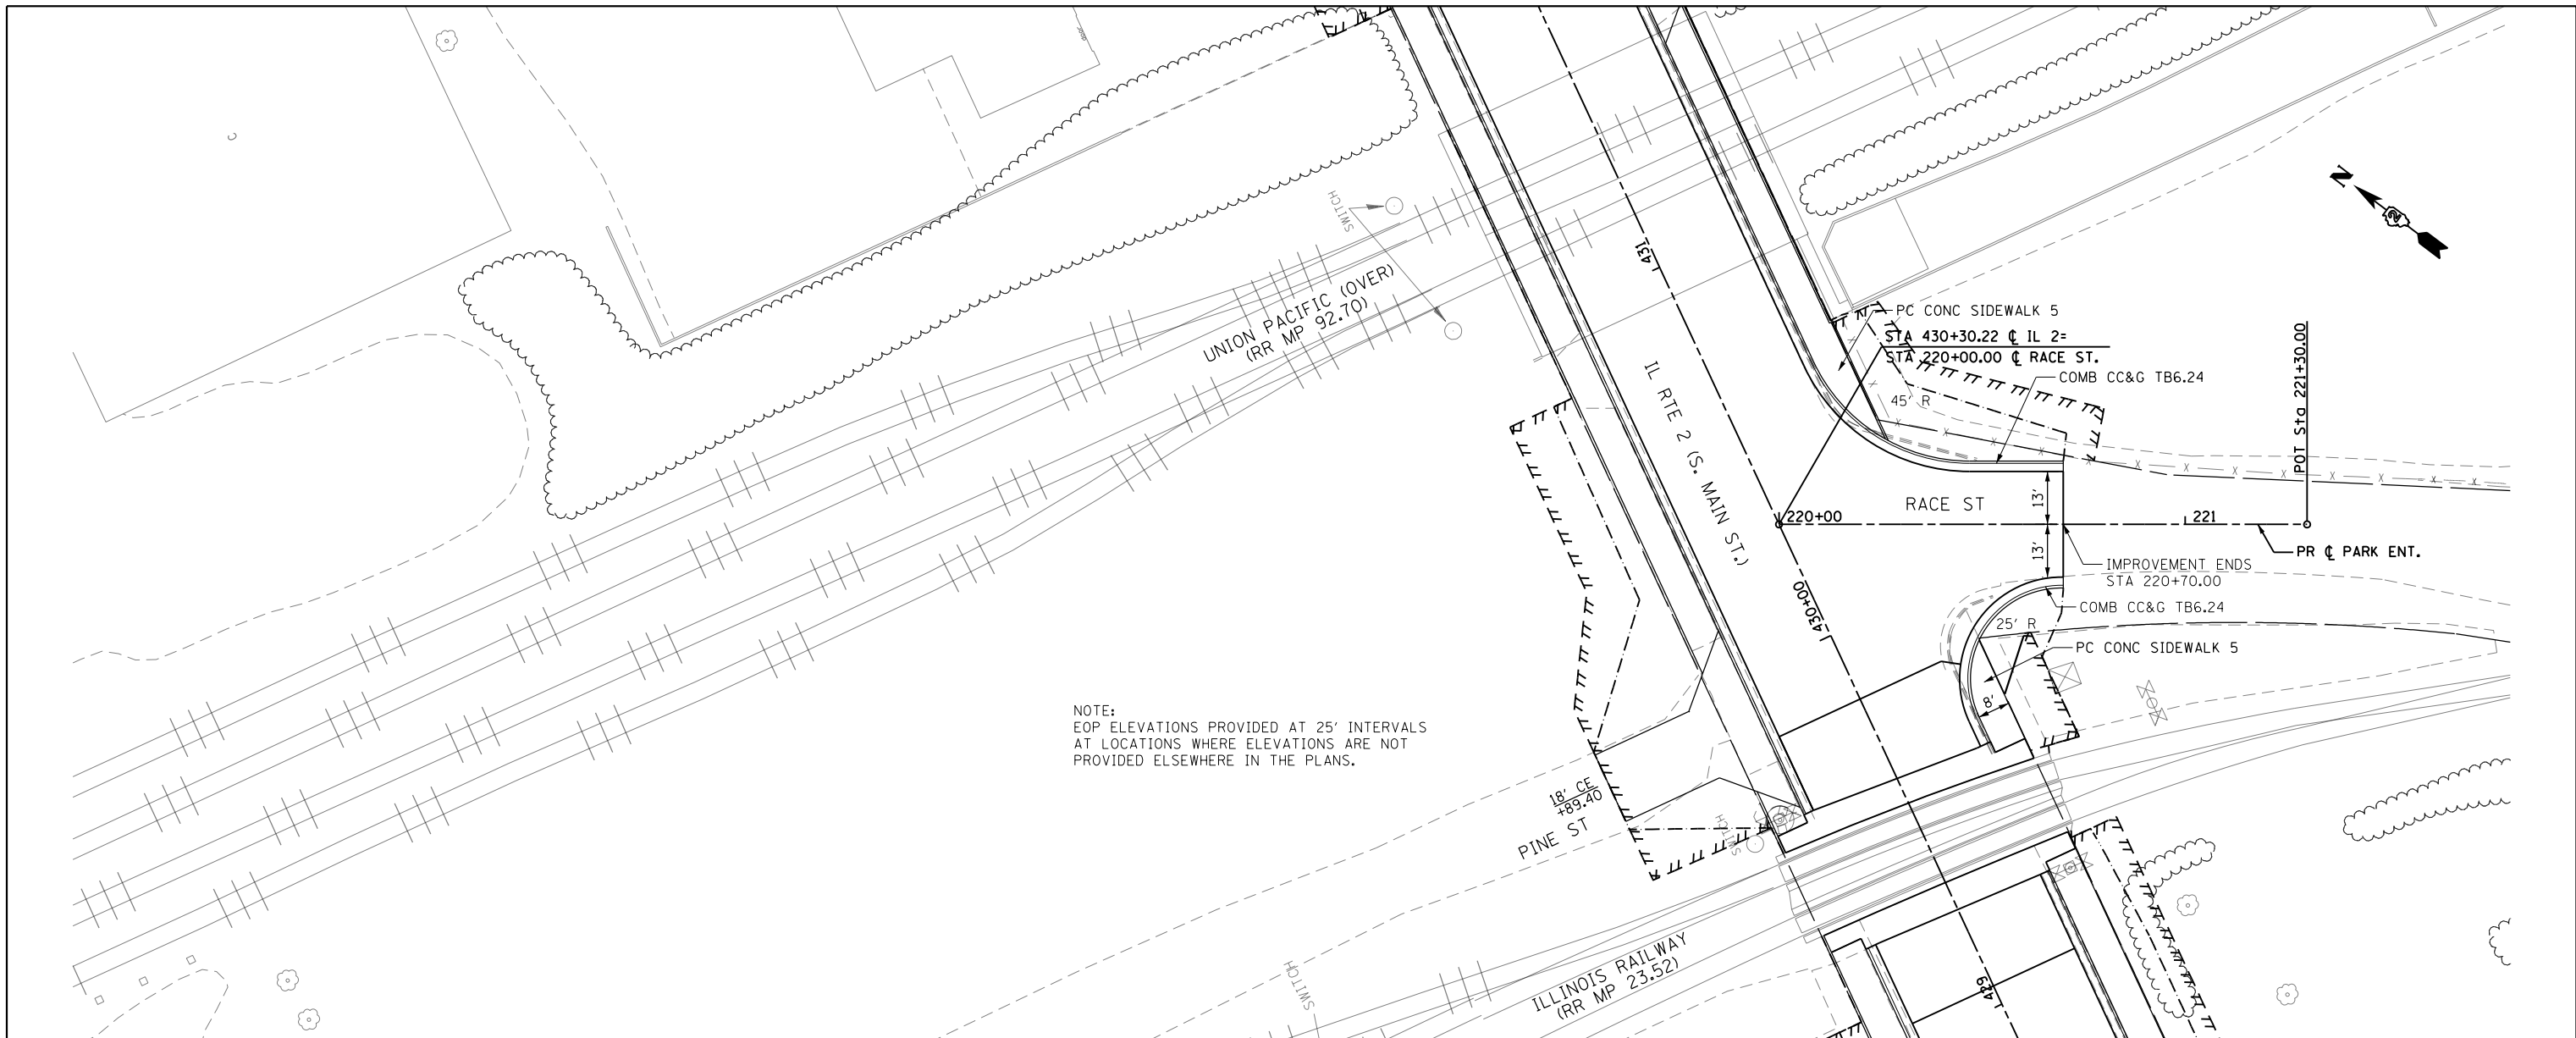 N
2
SWITCH
UNION PACIFIC (OVER)
(RR MP 92.70)
431
PC CONC SIDEWALK 5
STA 430+30.22 ℄ IL 2=
STA 220+00.00 ℄ RACE ST.
COMB CC&G TB6.24
45' R
POT Sta 221+30.00
IL RTE 2 (S. MAIN ST.)
RACE ST
13'
220+00
221
13'
PR ℄ PARK ENT.
IMPROVEMENT ENDS
STA 220+70.00
430+00
COMB CC&G TB6.24
25' R
PC CONC SIDEWALK 5
8'
NOTE:
EOP ELEVATIONS PROVIDED AT 25' INTERVALS
AT LOCATIONS WHERE ELEVATIONS ARE NOT
PROVIDED ELSEWHERE IN THE PLANS.
18' CE
+89.40
PINE ST
SWITCH
SWITCH
ILLINOIS RAILWAY
(RR MP 23.52)
429